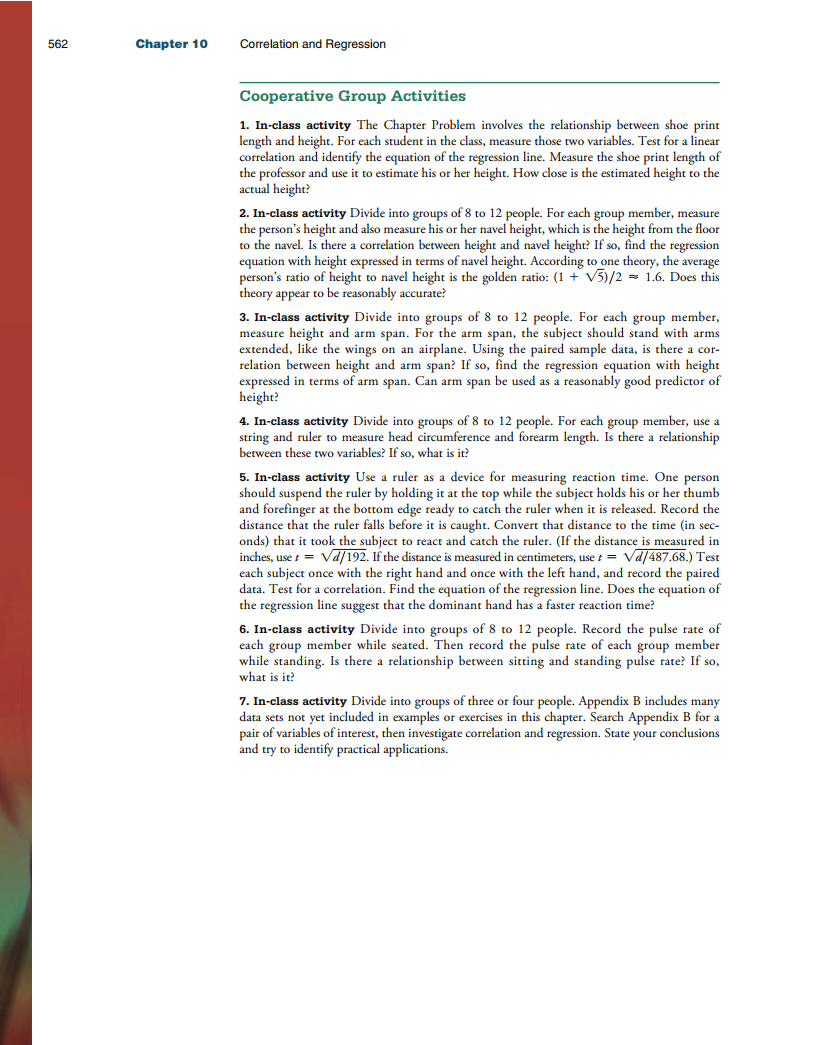 562 Chapter 10 Correlation and Regression
Cooperative Group Activities
1. In-class activity The Chapter Problem involves the relationship between shoe print
length and height. For each student in the class, measure those two variables. Test for a linear
correlation and identify the equation of the regression line. Measure the shoe print length of
the professor and use it to estimate his or her height. How close is the estimated height to the
actual height?
2. In-class activity Divide into groups of 8 to 12 people. For each group member, measure
the person's height and also measure his or her navel height, which is the height from the floor
to the navel. Is there a correlation between height and navel height? If so, find the regression
equation with height expressed in terms of navel height. According to one theory, the average
person's ratio of height to navel height is the golden ratio: (1 + √5)/2 ≈ 1.6. Does this
theory appear to be reasonably accurate?
3. In-class activity Divide into groups of 8 to 12 people. For each group member,
measure height and arm span. For the arm span, the subject should stand with arms
extended, like the wings on an airplane. Using the paired sample data, is there a cor-
relation between height and arm span? If so, find the regression equation with height
expressed in terms of arm span. Can arm span be used as a reasonably good predictor of
height?
4. In-class activity Divide into groups of 8 to 12 people. For each group member, use a
string and ruler to measure head circumference and forearm length. Is there a relationship
between these two variables? If so, what is it?
5. In-class activity Use a ruler as a device for measuring reaction time. One person
should suspend the ruler by holding it at the top while the subject holds his or her thumb
and forefinger at the bottom edge ready to catch the ruler when it is released. Record the
distance that the ruler falls before it is caught. Convert that distance to the time (in sec-
onds) that it took the subject to react and catch the ruler. (If the distance is measured in
inches, use t = √d/192. If the distance is measured in centimeters, use t = √d/487.68.) Test
each subject once with the right hand and once with the left hand, and record the paired
data. Test for a correlation. Find the equation of the regression line. Does the equation of
the regression line suggest that the dominant hand has a faster reaction time?
6. In-class activity Divide into groups of 8 to 12 people. Record the pulse rate of
each group member while seated. Then record the pulse rate of each group member
while standing. Is there a relationship between sitting and standing pulse rate? If so,
what is it?
7. In-class activity Divide into groups of three or four people. Appendix B includes many
data sets not yet included in examples or exercises in this chapter. Search Appendix B for a
pair of variables of interest, then investigate correlation and regression. State your conclusions
and try to identify practical applications.